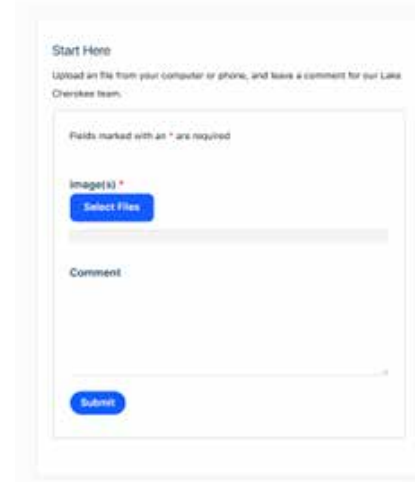 Start Here
Upload an file from your computer or phone, and leave a comment for our Lake
Cherokee team.
Fields marked with an * are required
Image(s) *
Select Files
Comment
Submit